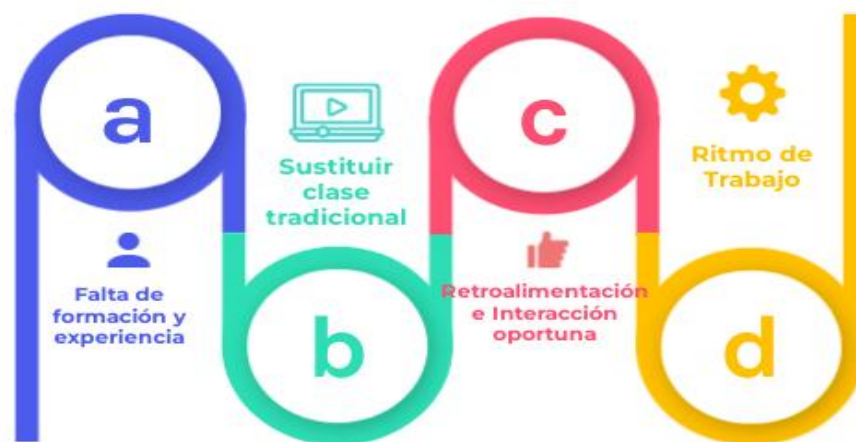 a
Falta de
formación y
experiencia
Sustituir
clase
tradicional
b
c
Retroalimentación
e Interacción
oportuna
Ritmo de
Trabajo
d